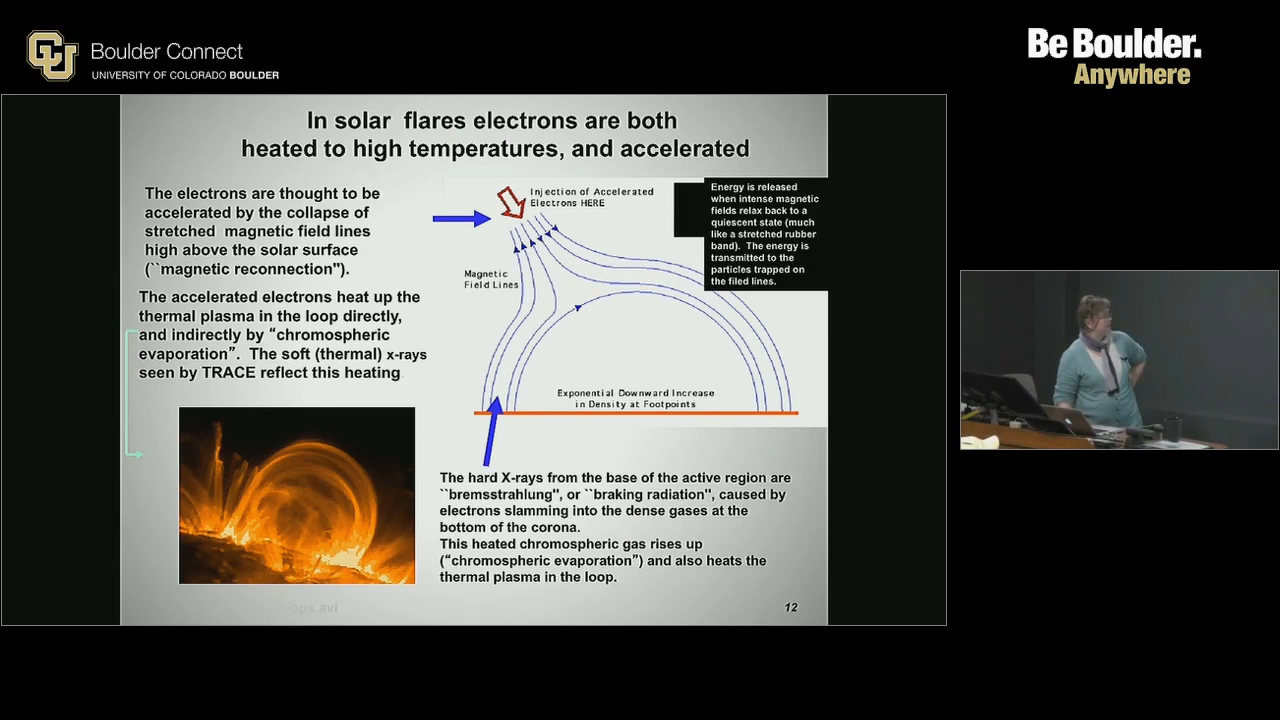 Boulder Connect
UNIVERSITY OF COLORADO BOULDER
Be Boulder.
Anywhere
In solar flares electrons are both
heated to high temperatures, and accelerated
The electrons are thought to be
accelerated by the collapse of
stretched magnetic field lines
high above the solar surface
(``magnetic reconnection").
The accelerated electrons heat up the
thermal plasma in the loop directly,
and indirectly by “chromospheric
evaporation”. The soft (thermal) x-rays
seen by TRACE reflect this heating
Injection of Accelerated
Electrons HERE
Magnetic
Field Lines
Energy is released
when intense magnetic
fields relax back to a
quiescent state (much
like a stretched rubber
band). The energy is
transmitted to the
particles trapped on
the filed lines.
Exponential Downward Increase
in Density at Footpoints
The hard X-rays from the base of the active region are
``bremsstrahlung", or ``braking radiation", caused by
electrons slamming into the dense gases at the
bottom of the corona.
This heated chromospheric gas rises up
(“chromospheric evaporation”) and also heats the
thermal plasma in the loop.
12